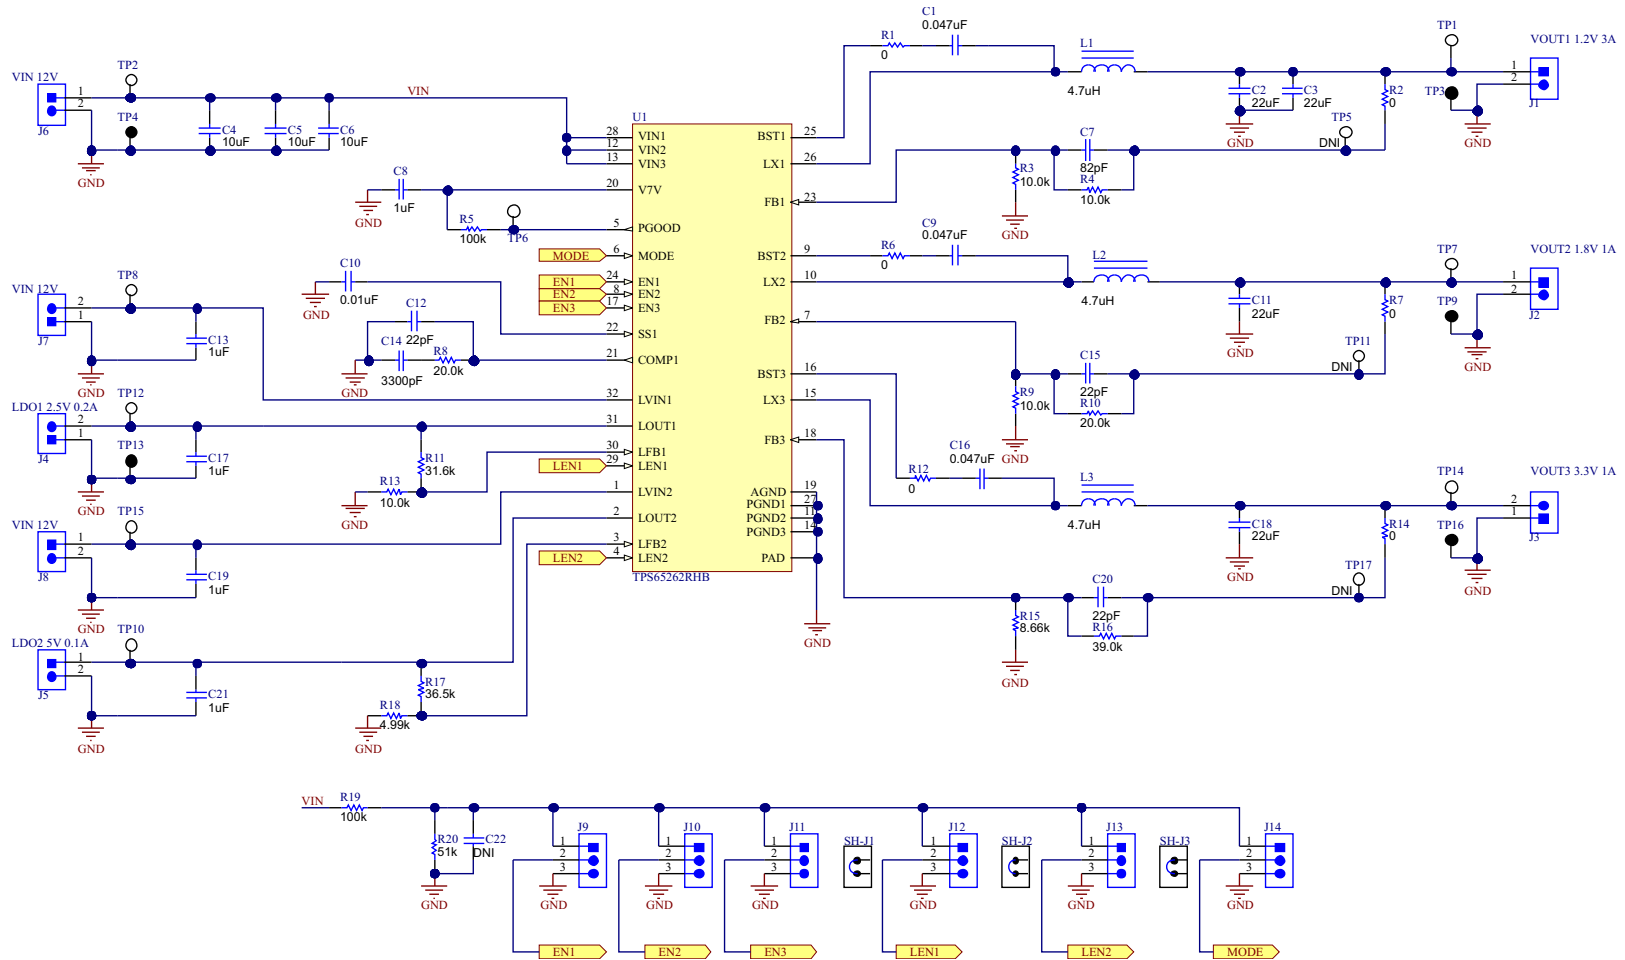 VIN 12V
J6
1
2
TP2
TP4
GND
C4
10uF
C5
10uF
C6
10uF
VIN
C8
1uF
GND
R5
100k
TP6
MODE
EN1
EN2
EN3
C10
0.01uF
GND
C12
22pF
C14
3300pF
R8
20.0k
GND
VIN 12V
J7
2
1
TP8
C13
1uF
GND
LDO1 2.5V 0.2A
J4
2
1
TP12
TP13
C17
1uF
GND
R11
31.6k
R13
10.0k
GND
LEN1
VIN 12V
J8
1
2
TP15
C19
1uF
GND
LEN2
LDO2 5V 0.1A
J5
1
2
TP10
C21
1uF
GND
R17
36.5k
R18
4.99k
GND
U1
28 VIN1
12 VIN2
13 VIN3
20 V7V
5 PGOOD
6 MODE
24 EN1
8 EN2
17 EN3
22 SS1
21 COMP1
32 LVIN1
31 LOUT1
30 LFB1
29 LEN1
1 LVIN2
2 LOUT2
3 LFB2
4 LEN2
BST1 25
LX1 26
FB1 23
BST2 9
LX2 10
FB2 7
BST3 16
LX3 15
FB3 18
AGND 19
PGND1 27
PGND2 11
PGND3 14
PAD
TPS65262RHB
GND
R1
0
C1
0.047uF
L1
4.7uH
C2
22uF
C3
22uF
GND
R2
0
TP1
TP3
TP5
DNI
VOUT1 1.2V 3A
1
2
J1
GND
R3
10.0k
GND
C7
82pF
R4
10.0k
R6
0
C9
0.047uF
L2
4.7uH
C11
22uF
GND
R7
0
TP7
TP9
TP11
DNI
VOUT2 1.8V 1A
1
2
J2
GND
R9
10.0k
GND
C15
22pF
R10
20.0k
R12
0
C16
0.047uF
L3
4.7uH
C18
22uF
GND
R14
0
TP14
TP16
TP17
DNI
VOUT3 3.3V 1A
2
1
J3
GND
R15
8.66k
GND
C20
22pF
R16
39.0k
VIN
R19
100k
R20
51k
C22
DNI
GND
J9
1
2
3
GND
EN1
J10
1
2
3
GND
EN2
J11
1
2
3
GND
EN3
SH-J1
J12
1
2
3
GND
LEN1
SH-J2
J13
1
2
3
GND
LEN2
SH-J3
J14
1
2
3
GND
MODE